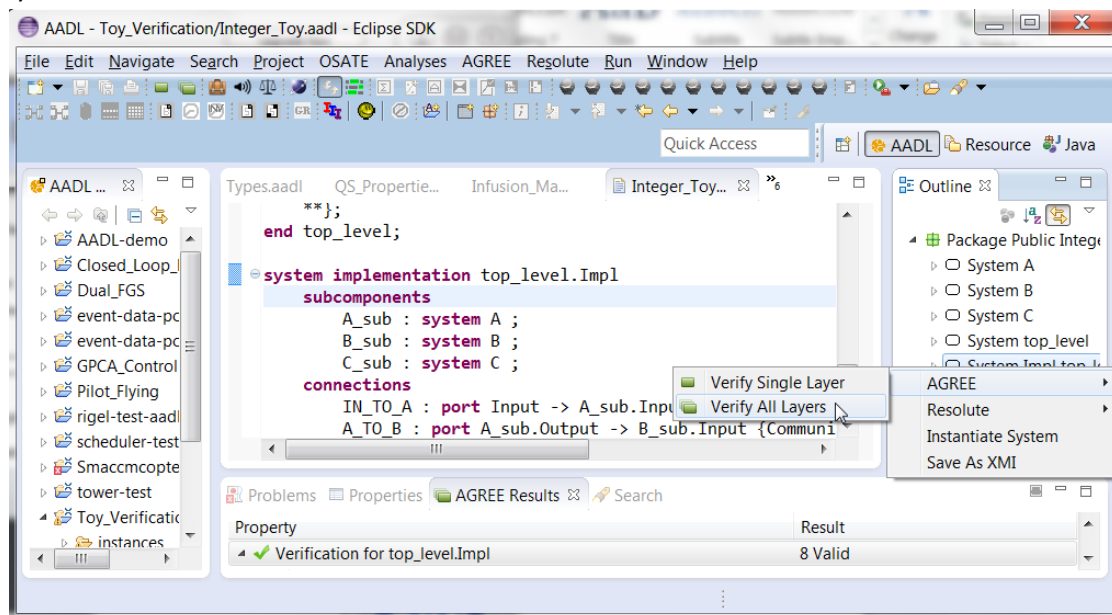 AADL - Toy_Verification/Integer_Toy.aadl - Eclipse SDK
File Edit Navigate Search Project OSATE Analyses AGREE Resolute Run Window Help
Quick Access
AADL Resource Java
AADL ...
AADL-demo
Closed_Loop_
Dual_FGS
event-data-pc
event-data-pc
GPCA_Control
Pilot_Flying
rigel-test-aadl
scheduler-test
Smaccmcopte
tower-test
Toy_Verificatic
instances
Types.aadl QS_Propertie... Infusion_Ma... Integer_Toy... »6
**};
end top_level;
system implementation top_level.Impl
subcomponents
A_sub : system A ;
B_sub : system B ;
C_sub : system C ;
connections
IN_TO_A : port Input -> A_sub.Inpu
A_TO_B : port A_sub.Output -> B_sub.Input {Communi
Outline
Package Public Intege
System A
System B
System C
System top_level
System Impl top_l
AGREE
Resolute
Instantiate System
Save As XMI
Verify Single Layer
Verify All Layers
Problems Properties AGREE Results Search
Property Result
Verification for top_level.Impl 8 Valid